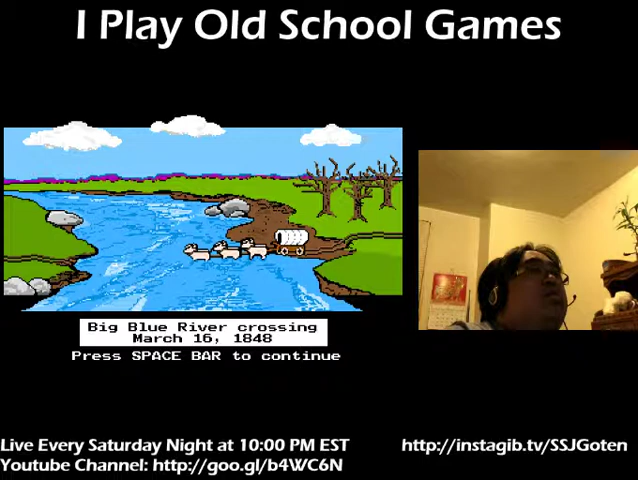 I Play Old School Games
Big Blue River crossing
March 16, 1848
Press SPACE BAR to continue
Live Every Saturday Night at 10:00 PM EST
http://instagib.tv/SSJGoten
Youtube Channel: http://goo.gl/b4WC6N